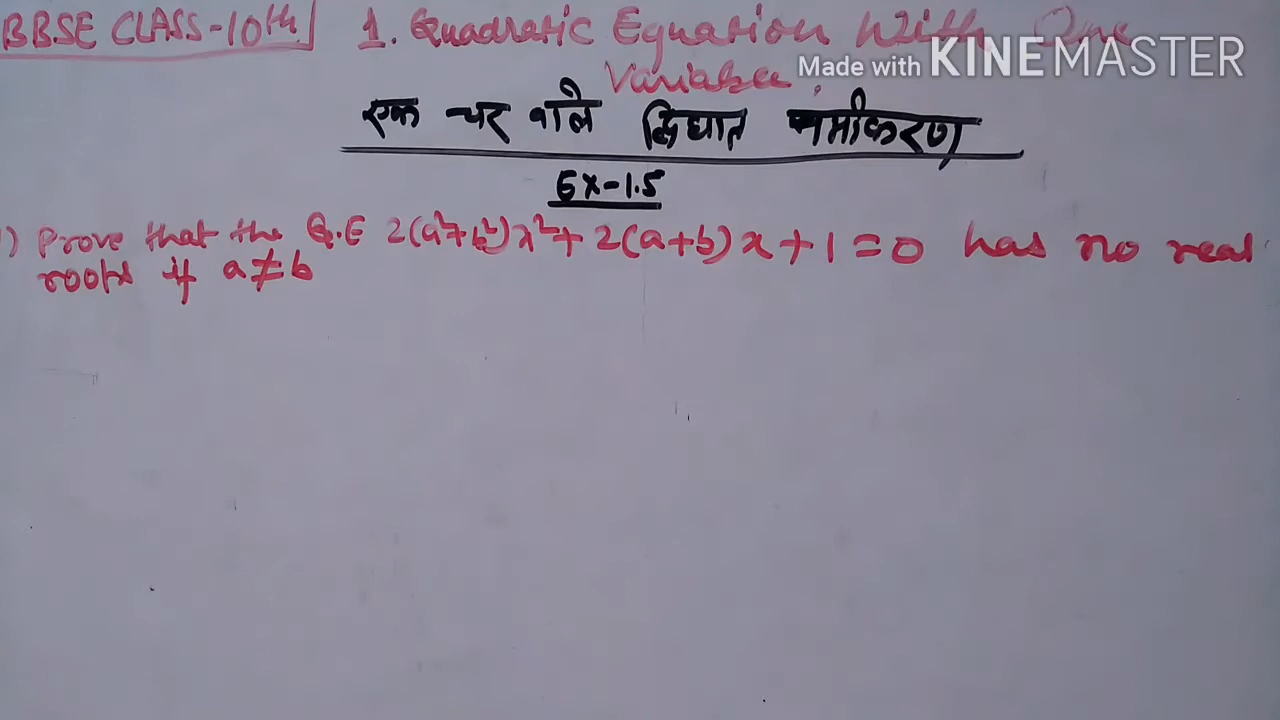 BBSE CLASS-10th
1. Quadratic Equation With One
Made with KINEMASTER
Variable.
एक चर वाले द्विघात समीकरण
Ex-1.5
1) Prove that the Q.E 2(a²+b²)x²+2(a+b)x+1=0 has no real
roots if a≠b